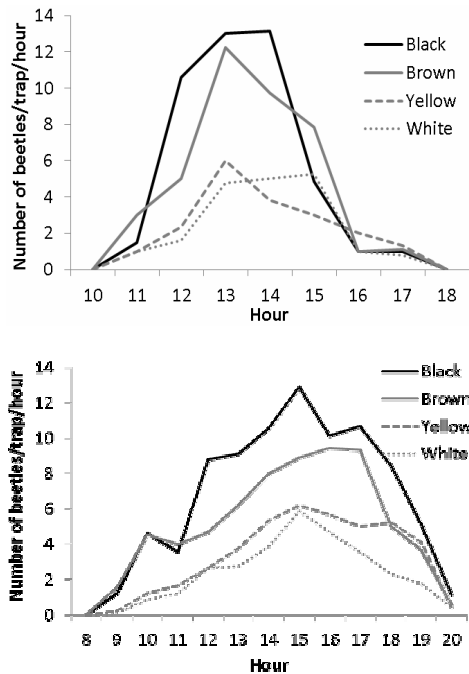 Number of beetles/trap/hour
14
12
10
8
6
4
2
0
Black
Brown
Yellow
White
10 11 12 13 14 15 16 17 18
Hour
Number of beetles/trap/hour
14
12
10
8
6
4
2
0
Black
Brown
Yellow
White
8 9 10 11 12 13 14 15 16 17 18 19 20
Hour